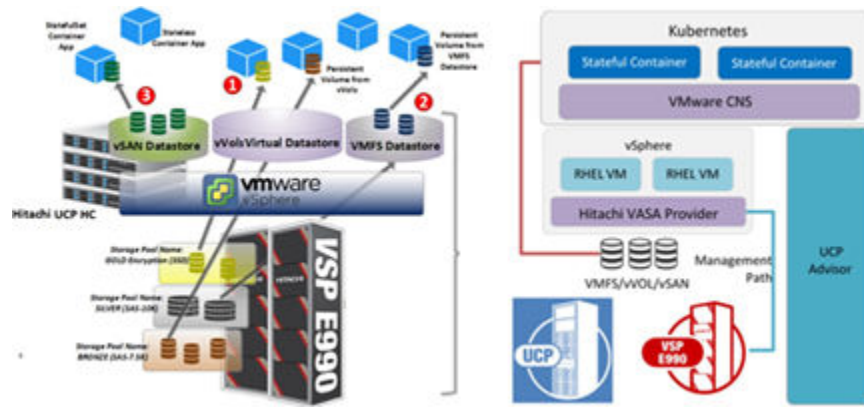 StatefulSet
Container
App
Stateless
Container App
Persistent
Volume from
vVols
Persistent
Volume from
VMFS
Datastore
3
1
2
vSAN Datastore
vVols Virtual Datastore
VMFS Datastore
Hitachi UCP HC
vmware
vSphere
Storage Pool Name:
GOLD Encryption (SSD)
Storage Pool Name:
SILVER (SAS-10K)
Storage Pool Name:
BRONZE (SAS-7.5K)
HITACHI
VSP E990
Kubernetes
Stateful Container
Stateful Container
VMware CNS
vSphere
RHEL VM
RHEL VM
Hitachi VASA Provider
VMFS/vVOL/vSAN
Management
Path
UCP
Advisor
UCP
VSP
E990